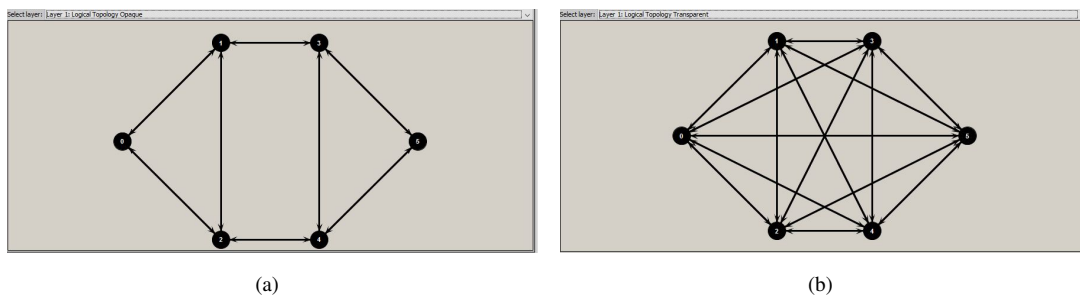 Select layer: Layer 1: Logical Topology Opaque
1 3
0 5
2 4
(a)
Select layer: Layer 1: Logical Topology Transparent
1 3
0 5
2 4
(b)